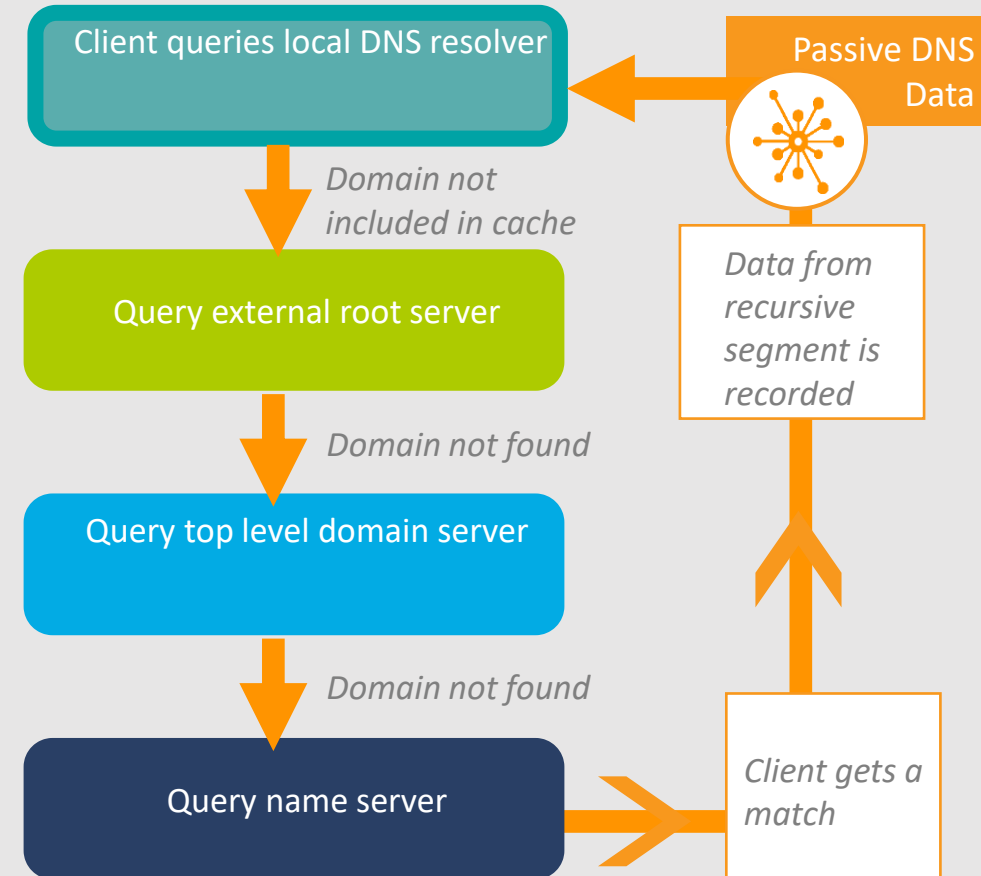 Client queries local DNS resolver
Domain not
included in cache
Query external root server
Domain not found
Query top level domain server
Domain not found
Query name server
Client gets a
match
Data from
recursive
segment is
recorded
Passive DNS
Data